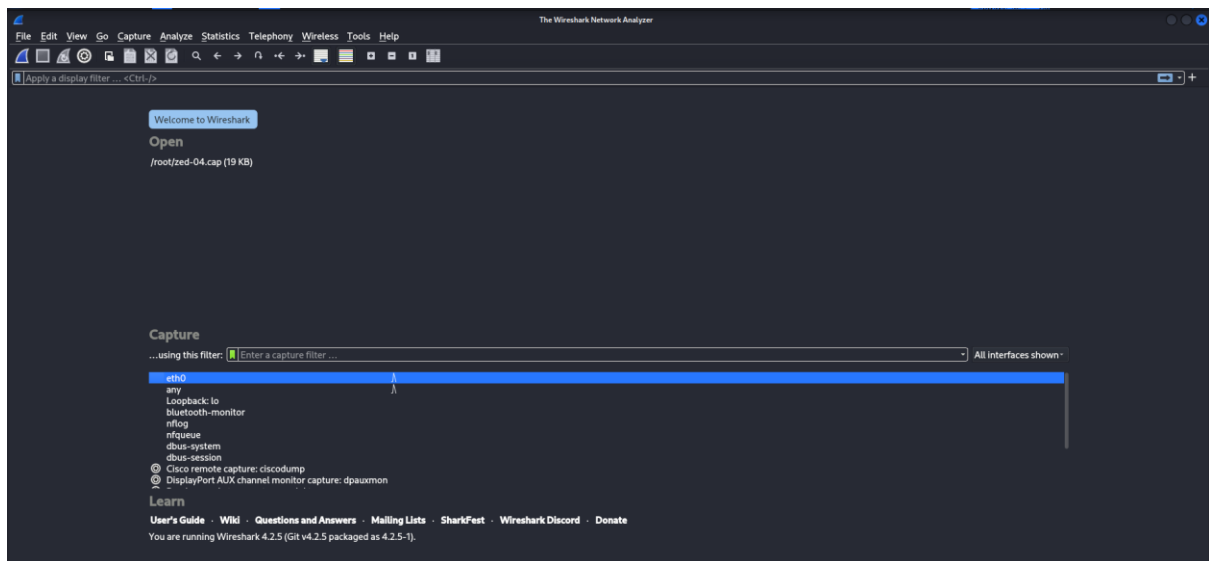 The Wireshark Network Analyzer
File Edit View Go Capture Analyze Statistics Telephony Wireless Tools Help
Apply a display filter ... <Ctrl-/>
Welcome to Wireshark
Open
/root/zed-04.cap (19 KB)
Capture
...using this filter: Enter a capture filter ... All interfaces shown
eth0
any
Loopback: lo
bluetooth-monitor
nflog
nfqueue
dbus-system
dbus-session
Cisco remote capture: ciscodump
DisplayPort AUX channel monitor capture: dpauxmon
Learn
User's Guide · Wiki · Questions and Answers · Mailing Lists · SharkFest · Wireshark Discord · Donate
You are running Wireshark 4.2.5 (Git v4.2.5 packaged as 4.2.5-1).